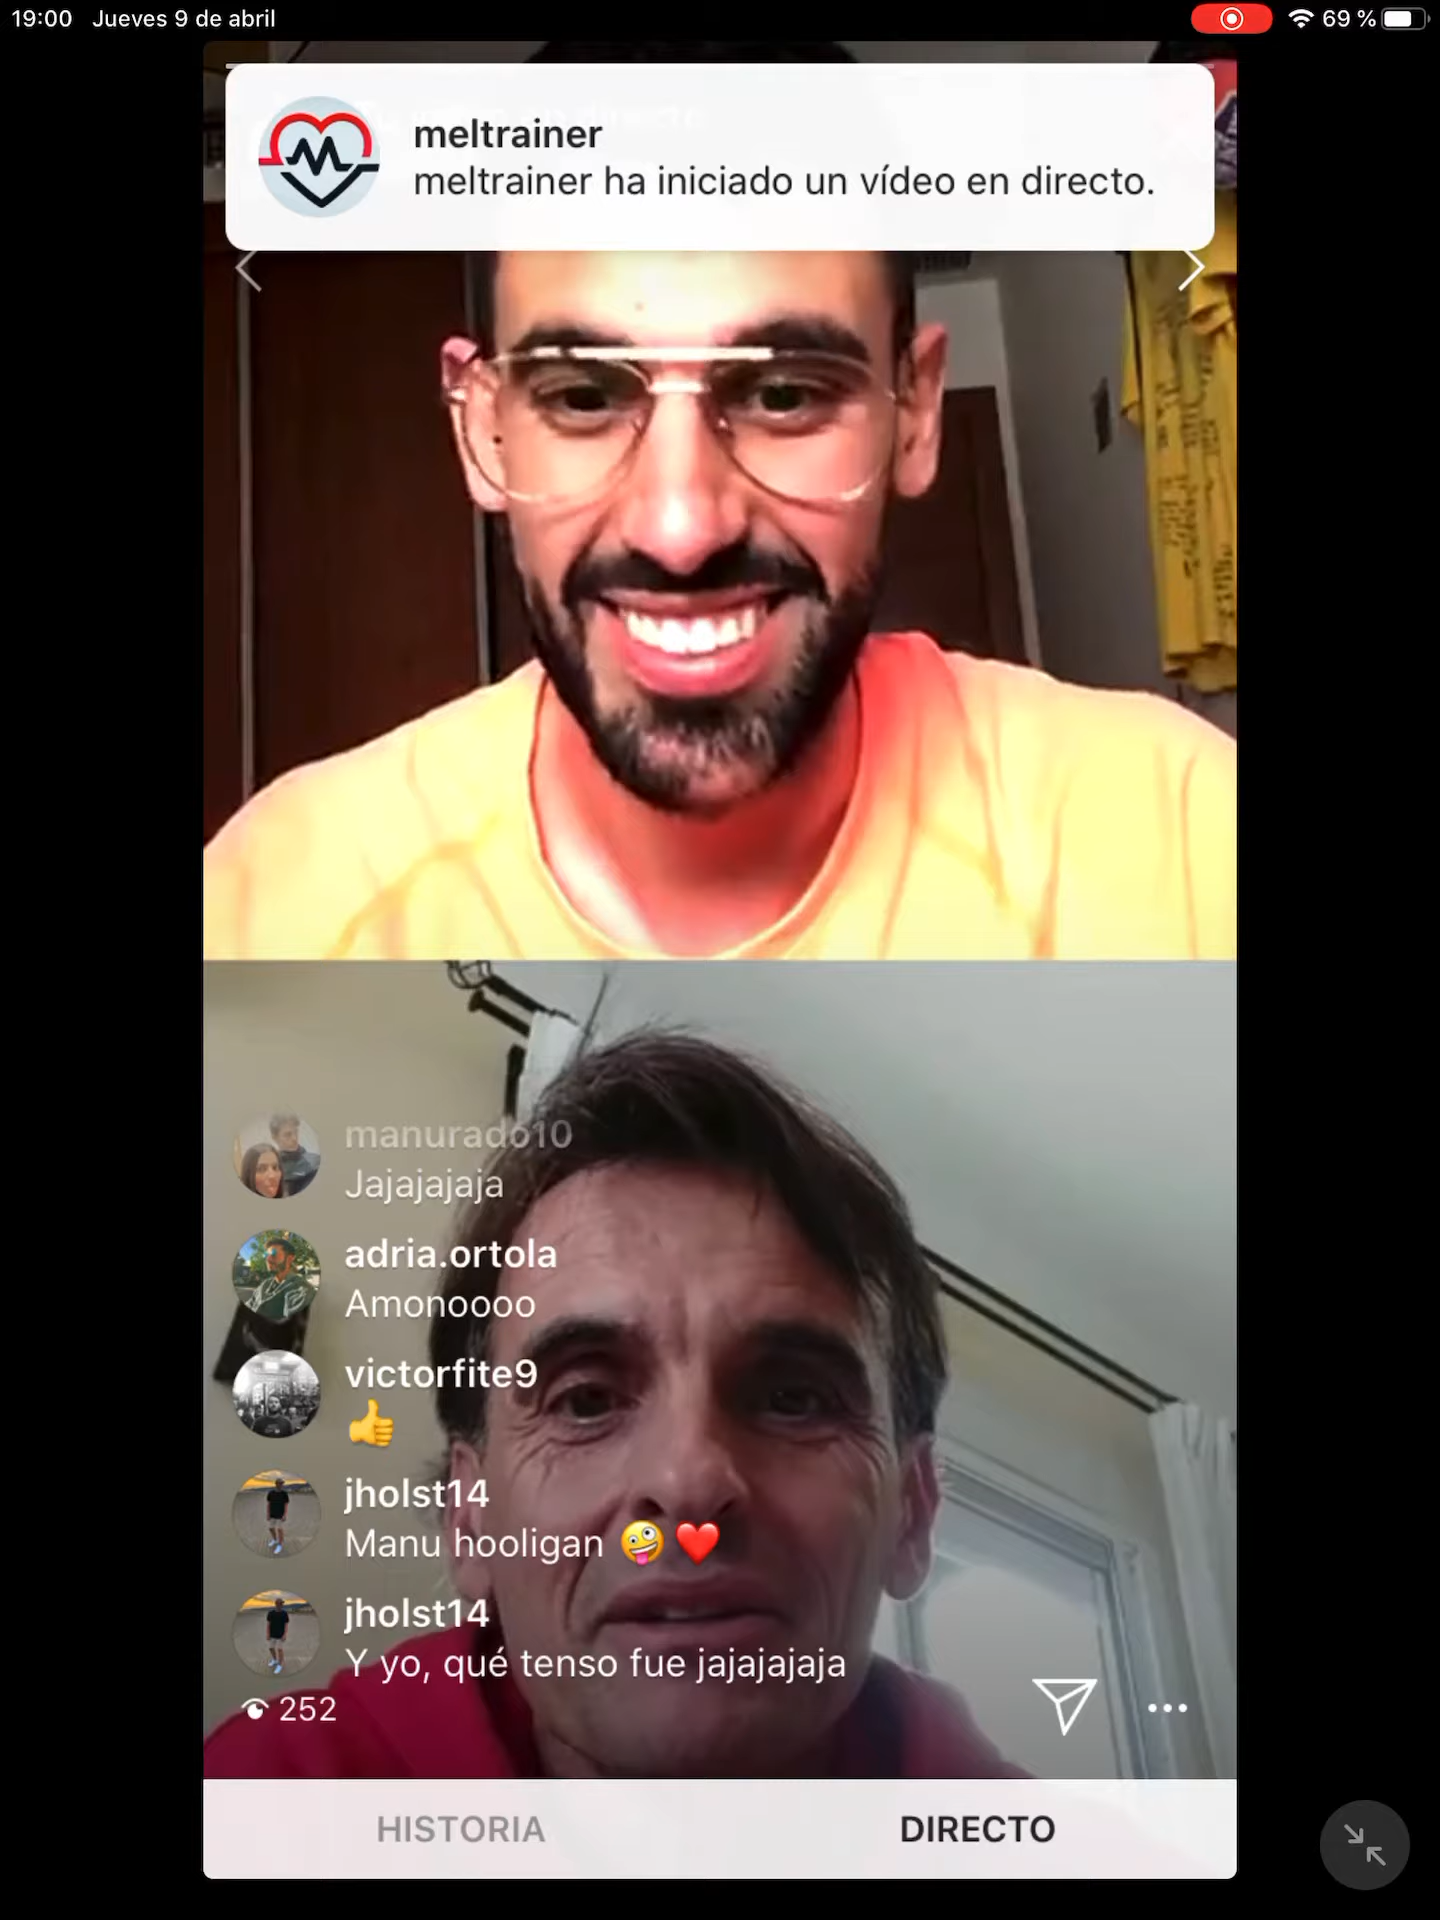 19:00 Jueves 9 de abril
69 %
meltrainer
meltrainer ha iniciado un vídeo en directo.
manurado10
Jajajajaja
adria.ortola
Amonoooo
victorfite9
👍
jholst14
Manu hooligan 🤪 ❤️
jholst14
Y yo, qué tenso fue jajajajaja
252
HISTORIA
DIRECTO